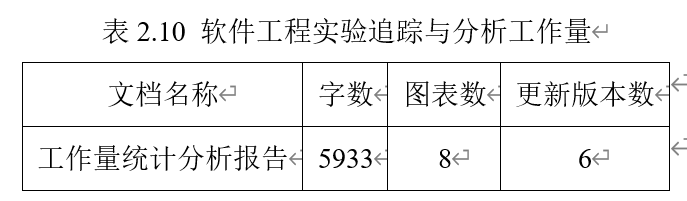 表 2.10 软件工程实验追踪与分析工作量
文档名称 字数 图表数 更新版本数
工作量统计分析报告 5933 8 6